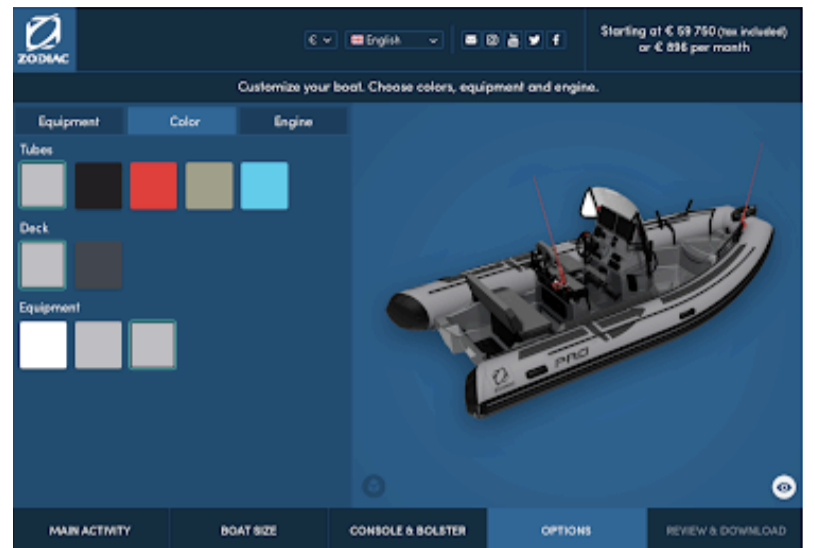 ZODIAC
€
English
Starting at € 59 750 (tax included)
or € 896 per month
Customize your boat. Choose colors, equipment and engine.
Equipment
Color
Engine
Tubes
Deck
Equipment
PRO
ZODIAC
MAIN ACTIVITY
BOAT SIZE
CONSOLE & BOLSTER
OPTIONS
REVIEW & DOWNLOAD